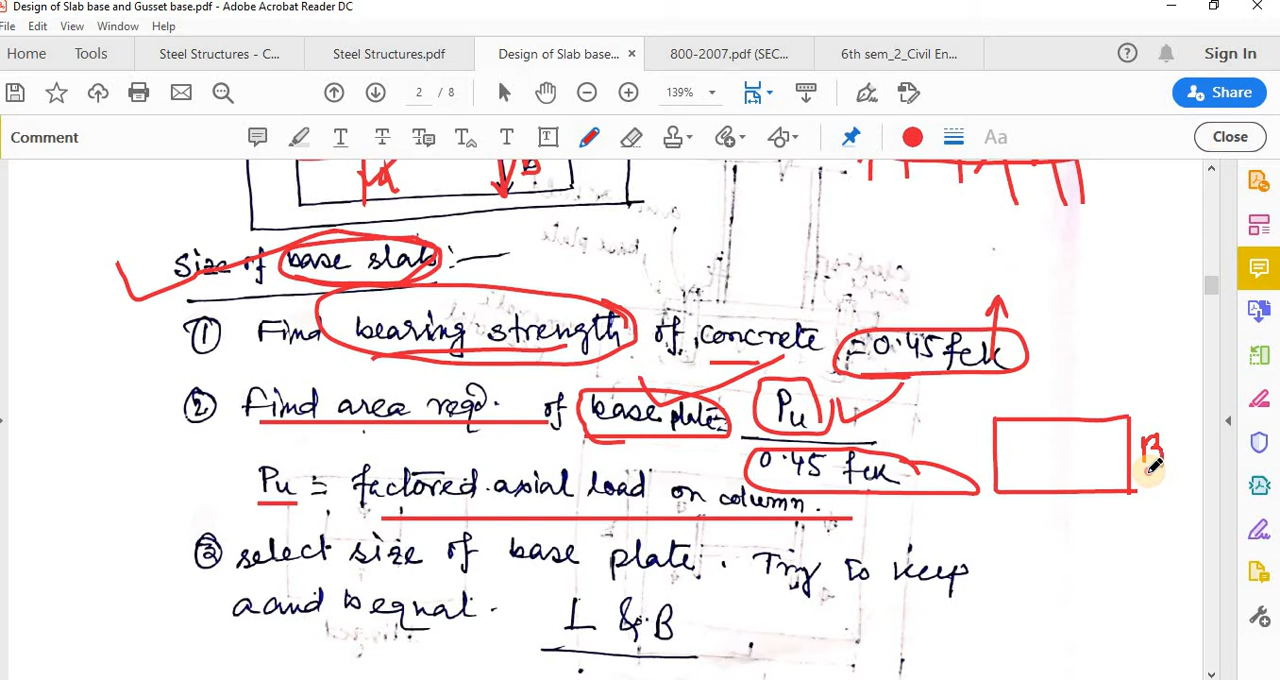 Design of Slab base and Gusset base.pdf - Adobe Acrobat Reader DC
File Edit View Window Help
Home Tools Steel Structures - C... Steel Structures.pdf Design of Slab base... × 800-2007.pdf (SEC... 6th sem_2_Civil En... Sign In
2 / 8 139% Share
Comment Aa Close
B
Size of base slab :—
① Find bearing strength of concrete = 0.45 fck
② Find area reqd. of base plate = Pu
0.45 fck
B
Pu = factored axial load on column.
③ select size of base plate. Try to keep
a and b equal.
L & B